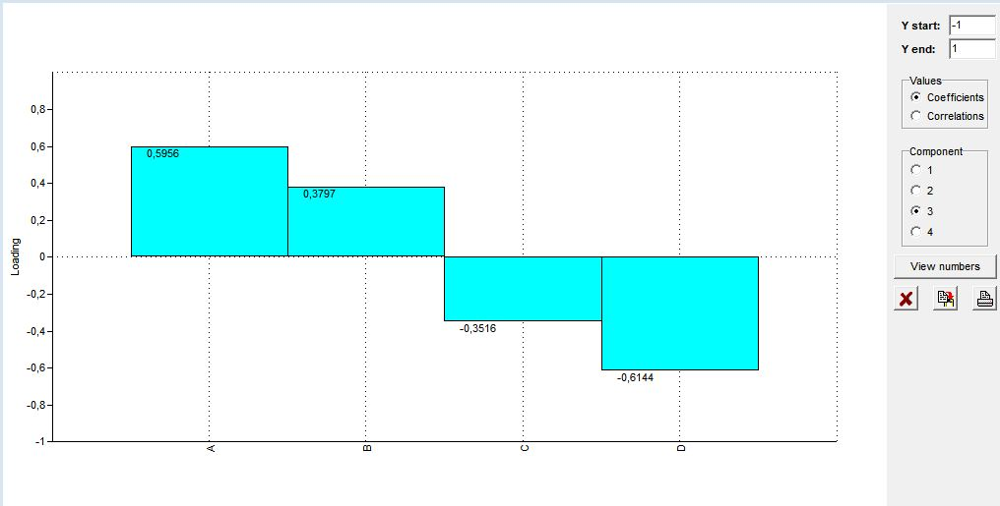 Y start: -1
Y end: 1
Values
Coefficients
Correlations
Component
1
2
3
4
View numbers
Loading
0,8
0,6
0,4
0,2
0
-0,2
-0,4
-0,6
-0,8
-1
0,5956
0,3797
-0,3516
-0,6144
A
B
C
D